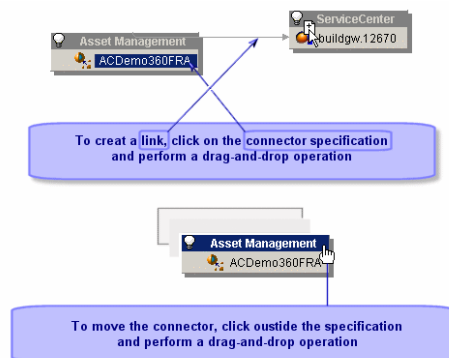 ServiceCenter
Asset Management
buildgw.12670
ACDemo360FRA
To creat a link, click on the connector specification
and perform a drag-and-drop operation
Asset Management
ACDemo360FRA
To move the connector, click oustide the specification
and perform a drag-and-drop operation